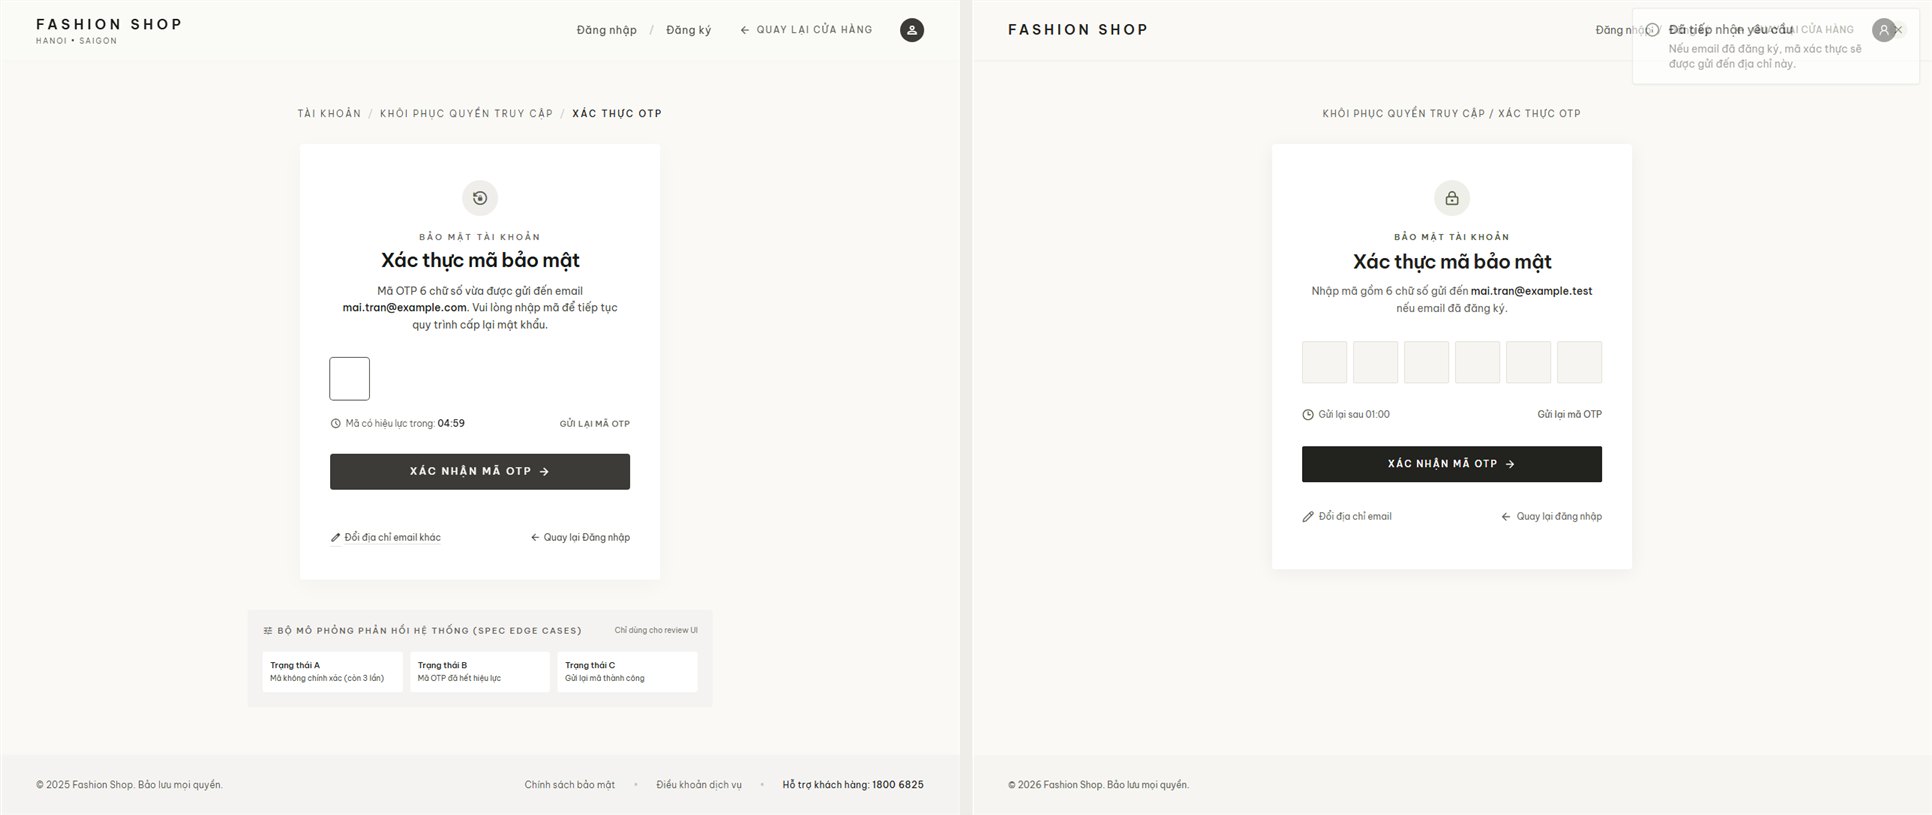 FASHION SHOP
HANOI • SAIGON
Đăng nhập / Đăng ký
← QUAY LẠI CỬA HÀNG
TÀI KHOẢN / KHÔI PHỤC QUYỀN TRUY CẬP / XÁC THỰC OTP
BẢO MẬT TÀI KHOẢN
Xác thực mã bảo mật
Mã OTP 6 chữ số vừa được gửi đến email
mai.tran@example.com. Vui lòng nhập mã để tiếp tục
quy trình cấp lại mật khẩu.
Mã có hiệu lực trong: 04:59
GỬI LẠI MÃ OTP
XÁC NHẬN MÃ OTP →
Đổi địa chỉ email khác
← Quay lại Đăng nhập
BỘ MÔ PHỎNG PHẢN HỒI HỆ THỐNG (SPEC EDGE CASES)
Chỉ dùng cho review UI
Trạng thái A
Mã không chính xác (còn 3 lần)
Trạng thái B
Mã OTP đã hết hiệu lực
Trạng thái C
Gửi lại mã thành công
© 2025 Fashion Shop. Bảo lưu mọi quyền.
Chính sách bảo mật • Điều khoản dịch vụ • Hỗ trợ khách hàng: 1800 6825
FASHION SHOP
Đăng nhập /
Đã tiếp nhận yêu cầu
Nếu email đã đăng ký, mã xác thực sẽ
được gửi đến địa chỉ này.
KHÔI PHỤC QUYỀN TRUY CẬP / XÁC THỰC OTP
BẢO MẬT TÀI KHOẢN
Xác thực mã bảo mật
Nhập mã gồm 6 chữ số gửi đến mai.tran@example.test
nếu email đã đăng ký.
Gửi lại sau 01:00
Gửi lại mã OTP
XÁC NHẬN MÃ OTP →
Đổi địa chỉ email
← Quay lại đăng nhập
© 2026 Fashion Shop. Bảo lưu mọi quyền.